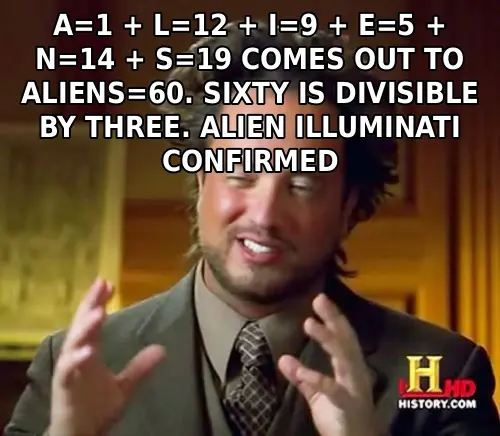 A=1 + L=12 + I=9 + E=5 +
N=14 + S=19 COMES OUT TO
ALIENS=60. SIXTY IS DIVISIBLE
BY THREE. ALIEN ILLUMINATI
CONFIRMED
H HD
HISTORY.COM